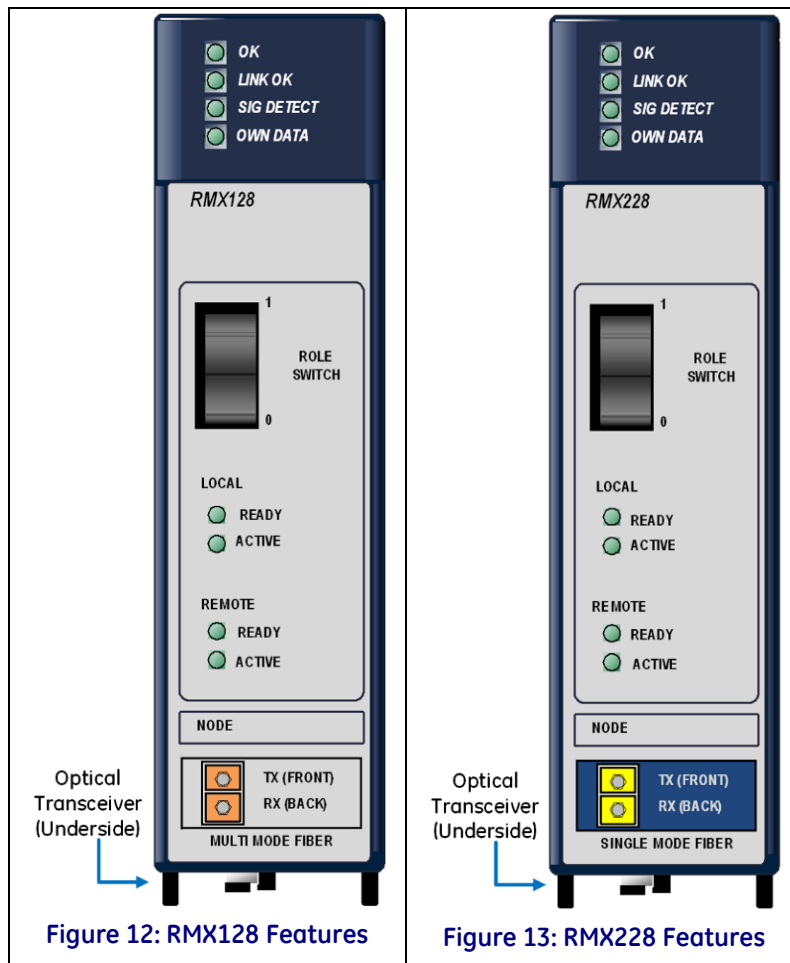 OK
LINK OK
SIG DETECT
OWN DATA
RMX128
1
ROLE
SWITCH
0
LOCAL
READY
ACTIVE
REMOTE
READY
ACTIVE
NODE
TX (FRONT)
RX (BACK)
MULTI MODE FIBER
Optical
Transceiver
(Underside)
Figure 12: RMX128 Features
OK
LINK OK
SIG DETECT
OWN DATA
RMX228
1
ROLE
SWITCH
0
LOCAL
READY
ACTIVE
REMOTE
READY
ACTIVE
NODE
TX (FRONT)
RX (BACK)
SINGLE MODE FIBER
Optical
Transceiver
(Underside)
Figure 13: RMX228 Features